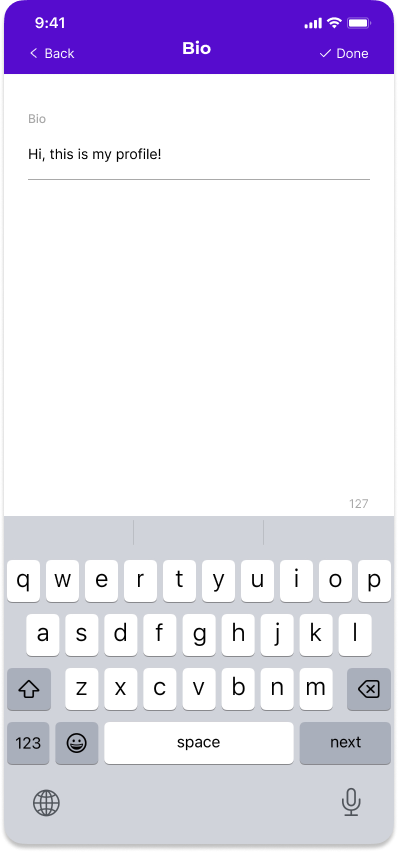 9:41
Back Bio Done
Bio
Hi, this is my profile!
127
q w e r t y u i o p
a s d f g h j k l
z x c v b n m
123 space next